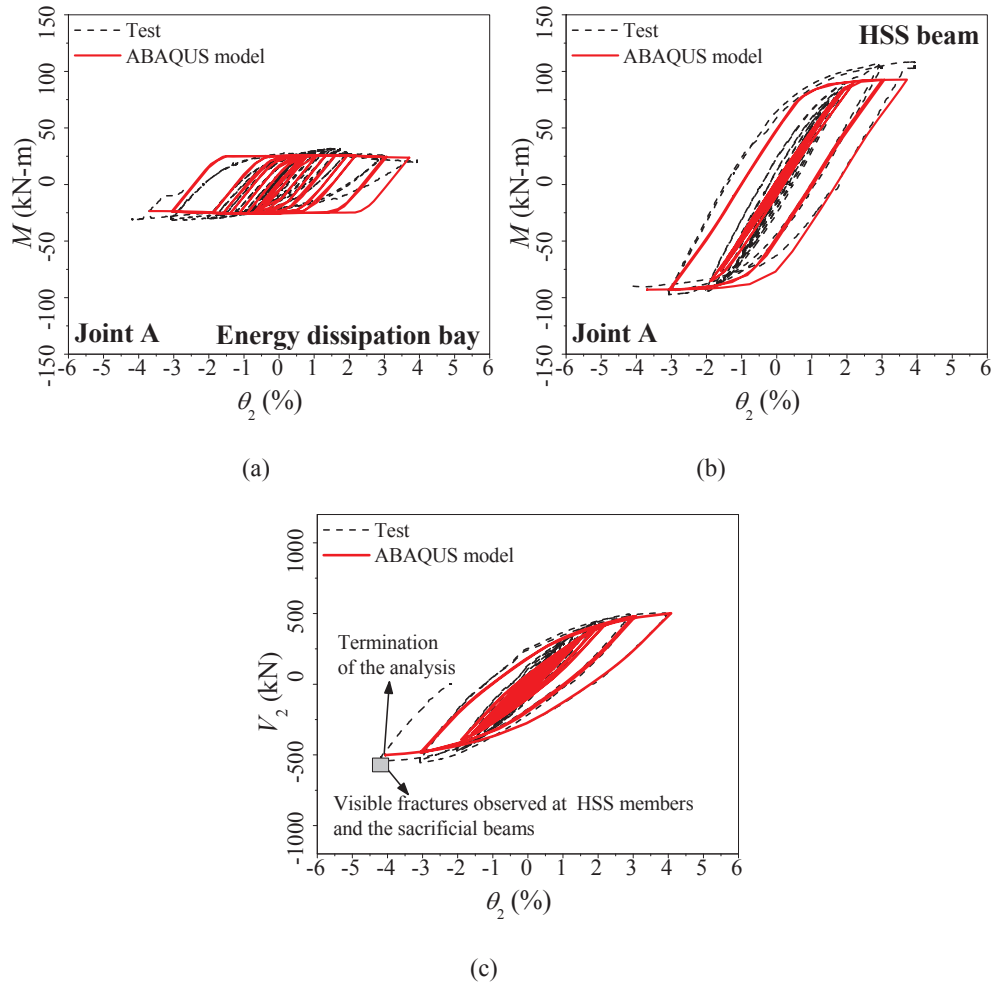 150
100
50
0
-50
-100
-150
M (kN-m)
Test
ABAQUS model
Joint A
Energy dissipation bay
-6 -5 -4 -3 -2 -1 0 1 2 3 4 5 6
θ2 (%)
(a)
150
100
50
0
-50
-100
-150
M (kN-m)
Test
ABAQUS model
HSS beam
Joint A
-6 -5 -4 -3 -2 -1 0 1 2 3 4 5 6
θ2 (%)
(b)
1000
500
0
-500
-1000
V2 (kN)
Test
ABAQUS model
Termination
of the analysis
Visible fractures observed at HSS members
and the sacrificial beams
-6 -5 -4 -3 -2 -1 0 1 2 3 4 5 6
θ2 (%)
(c)